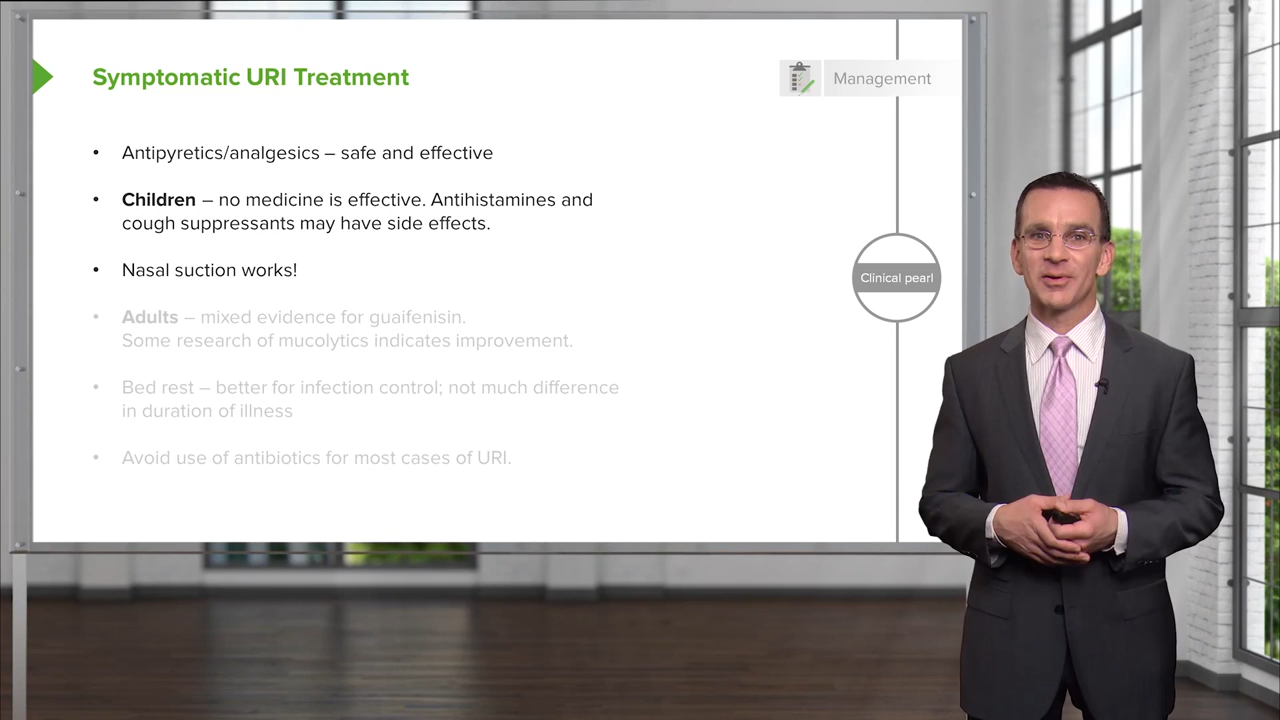 Symptomatic URI Treatment
Management
• Antipyretics/analgesics – safe and effective
• Children – no medicine is effective. Antihistamines and
cough suppressants may have side effects.
• Nasal suction works!
Clinical pearl
• Adults – mixed evidence for guaifenisin.
Some research of mucolytics indicates improvement.
• Bed rest – better for infection control; not much difference
in duration of illness
• Avoid use of antibiotics for most cases of URI.